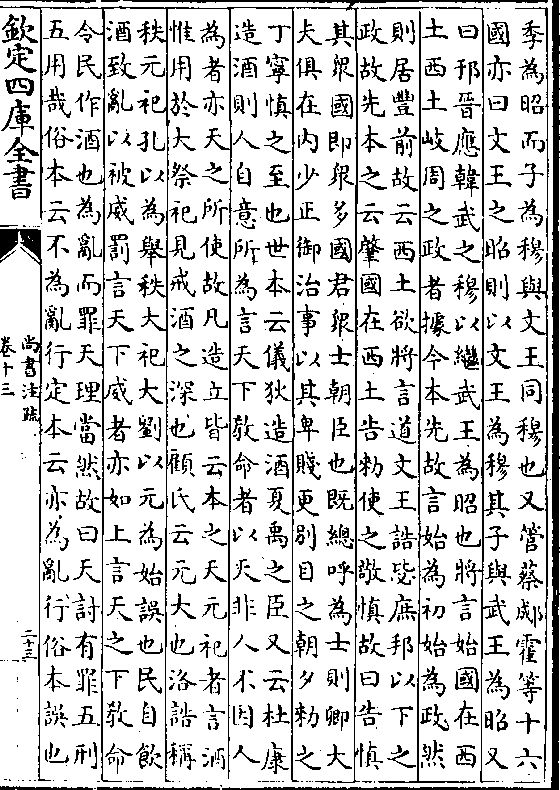 季為昭而子為穆與文王同穆也又管蔡郕霍等十六
國亦曰文王之昭則以文王為穆其子與武王為昭又
曰邘晉應韓武之穆以繼武王為昭也將言始國在西
土西土岐周之政者據今本先故言始為初始為政然
則居豐前故云西土欲將言道文王誥毖庶邦以下之
政故先本之云肇國在西土告勑使之敬慎故曰告慎
其衆國即衆多國君衆士朝臣也既總呼為士則卿大
夫俱在內少正御治事以其卑賤更別目之朝夕勑之
丁寧慎之至也世本云儀狄造酒夏禹之臣又云杜康
造酒則人自意所為言天下敎命者以天非人不因人
為者亦天之所使故凡造立皆云本之天元祀者言酒
惟用於大祭祀見戒酒之深也顧氏云元大也洛誥稱
秩元祀孔以為舉秩大祀大劉以元為始誤也民自飲
酒致亂以被威罰言天下威者亦如上言天之下敎命
令民作酒也為亂而罪天理當然故曰天討有罪五刑
五用哉俗本云不為亂行定本云亦為亂行俗本誤也
欽定四庫全書
尚書注疏
卷十三
二十三